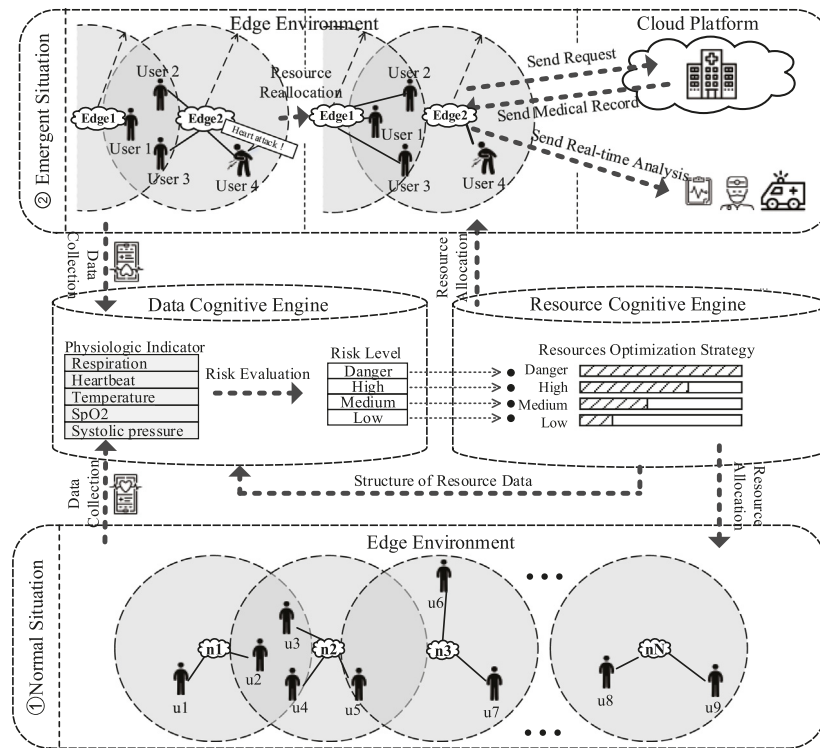 Edge Environment
Cloud Platform
② Emergent Situation
User 2
Edge1
User 1
User 3
Edge2
Heart attack !
User 4
Resource
Reallocation
User 2
Edge1
User 1
User 3
Edge2
User 4
Send Request
Send Medical Record
Send Real-time Analysis
Data
Collection
Resource
Allocation
Data Cognitive Engine
Physiologic Indicator
Respiration
Heartbeat
Temperature
SpO2
Systolic pressure
Risk Evaluation
Risk Level
Danger
High
Medium
Low
Resource Cognitive Engine
Resources Optimization Strategy
Danger
High
Medium
Low
Structure of Resource Data
Data
Collection
Resource
Allocation
①Normal Situation
Edge Environment
n1
u1
u2
n2
u3
u4
u5
n3
u6
u7
nN
u8
u9